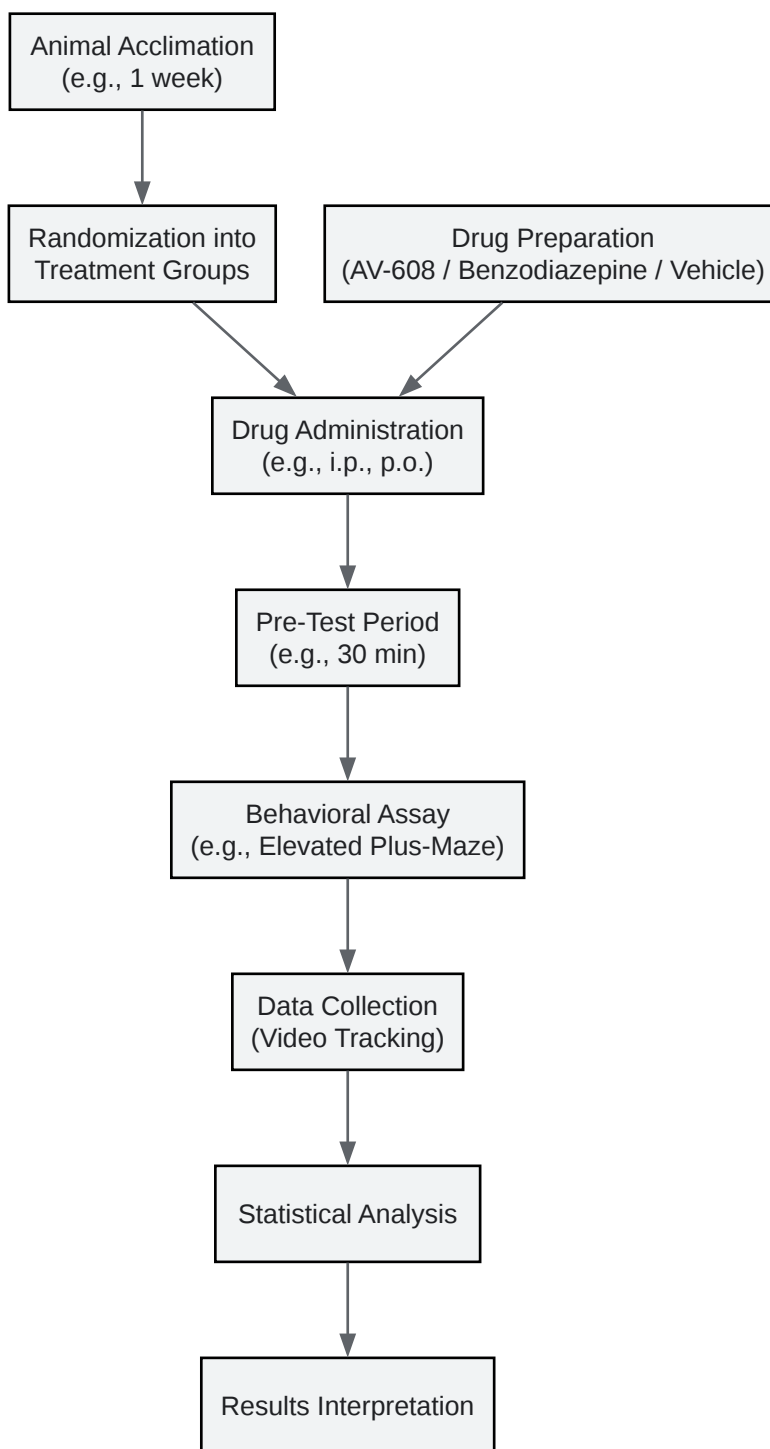 Animal Acclimation
(e.g., 1 week)
Randomization into
Treatment Groups
Drug Preparation
(AV-608 / Benzodiazepine / Vehicle)
Drug Administration
(e.g., i.p., p.o.)
Pre-Test Period
(e.g., 30 min)
Behavioral Assay
(e.g., Elevated Plus-Maze)
Data Collection
(Video Tracking)
Statistical Analysis
Results Interpretation